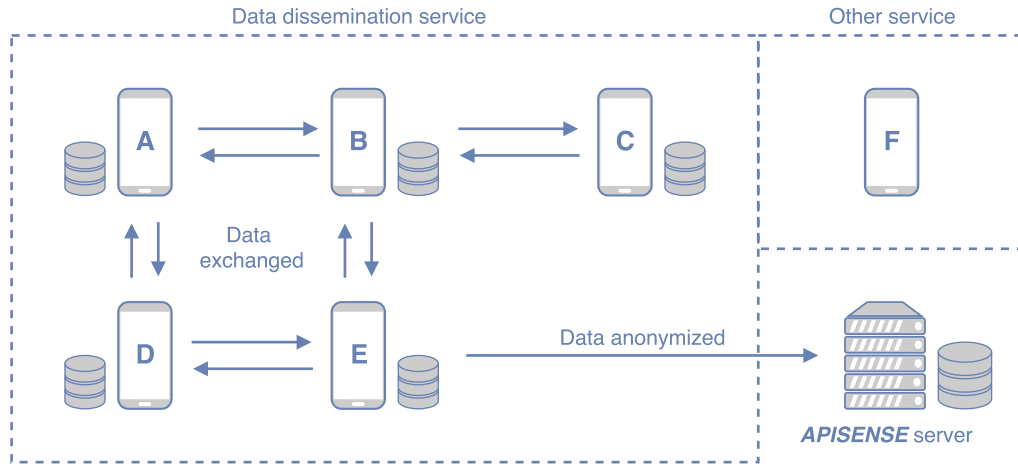 Data dissemination service
Other service
A
B
C
F
Data
exchanged
D
E
Data anonymized
APISENSE server